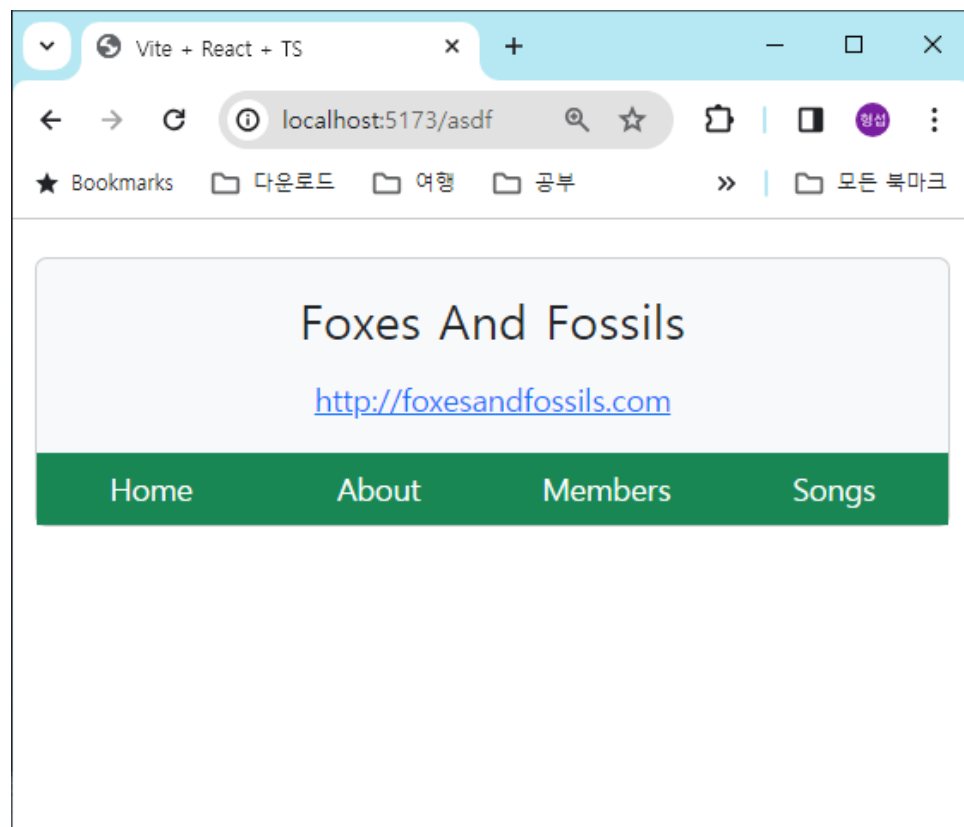 Vite + React + TS
localhost:5173/asdf
형섭
Bookmarks 다운로드 여행 공부 모든 북마크
Foxes And Fossils
http://foxesandfossils.com
Home About Members Songs